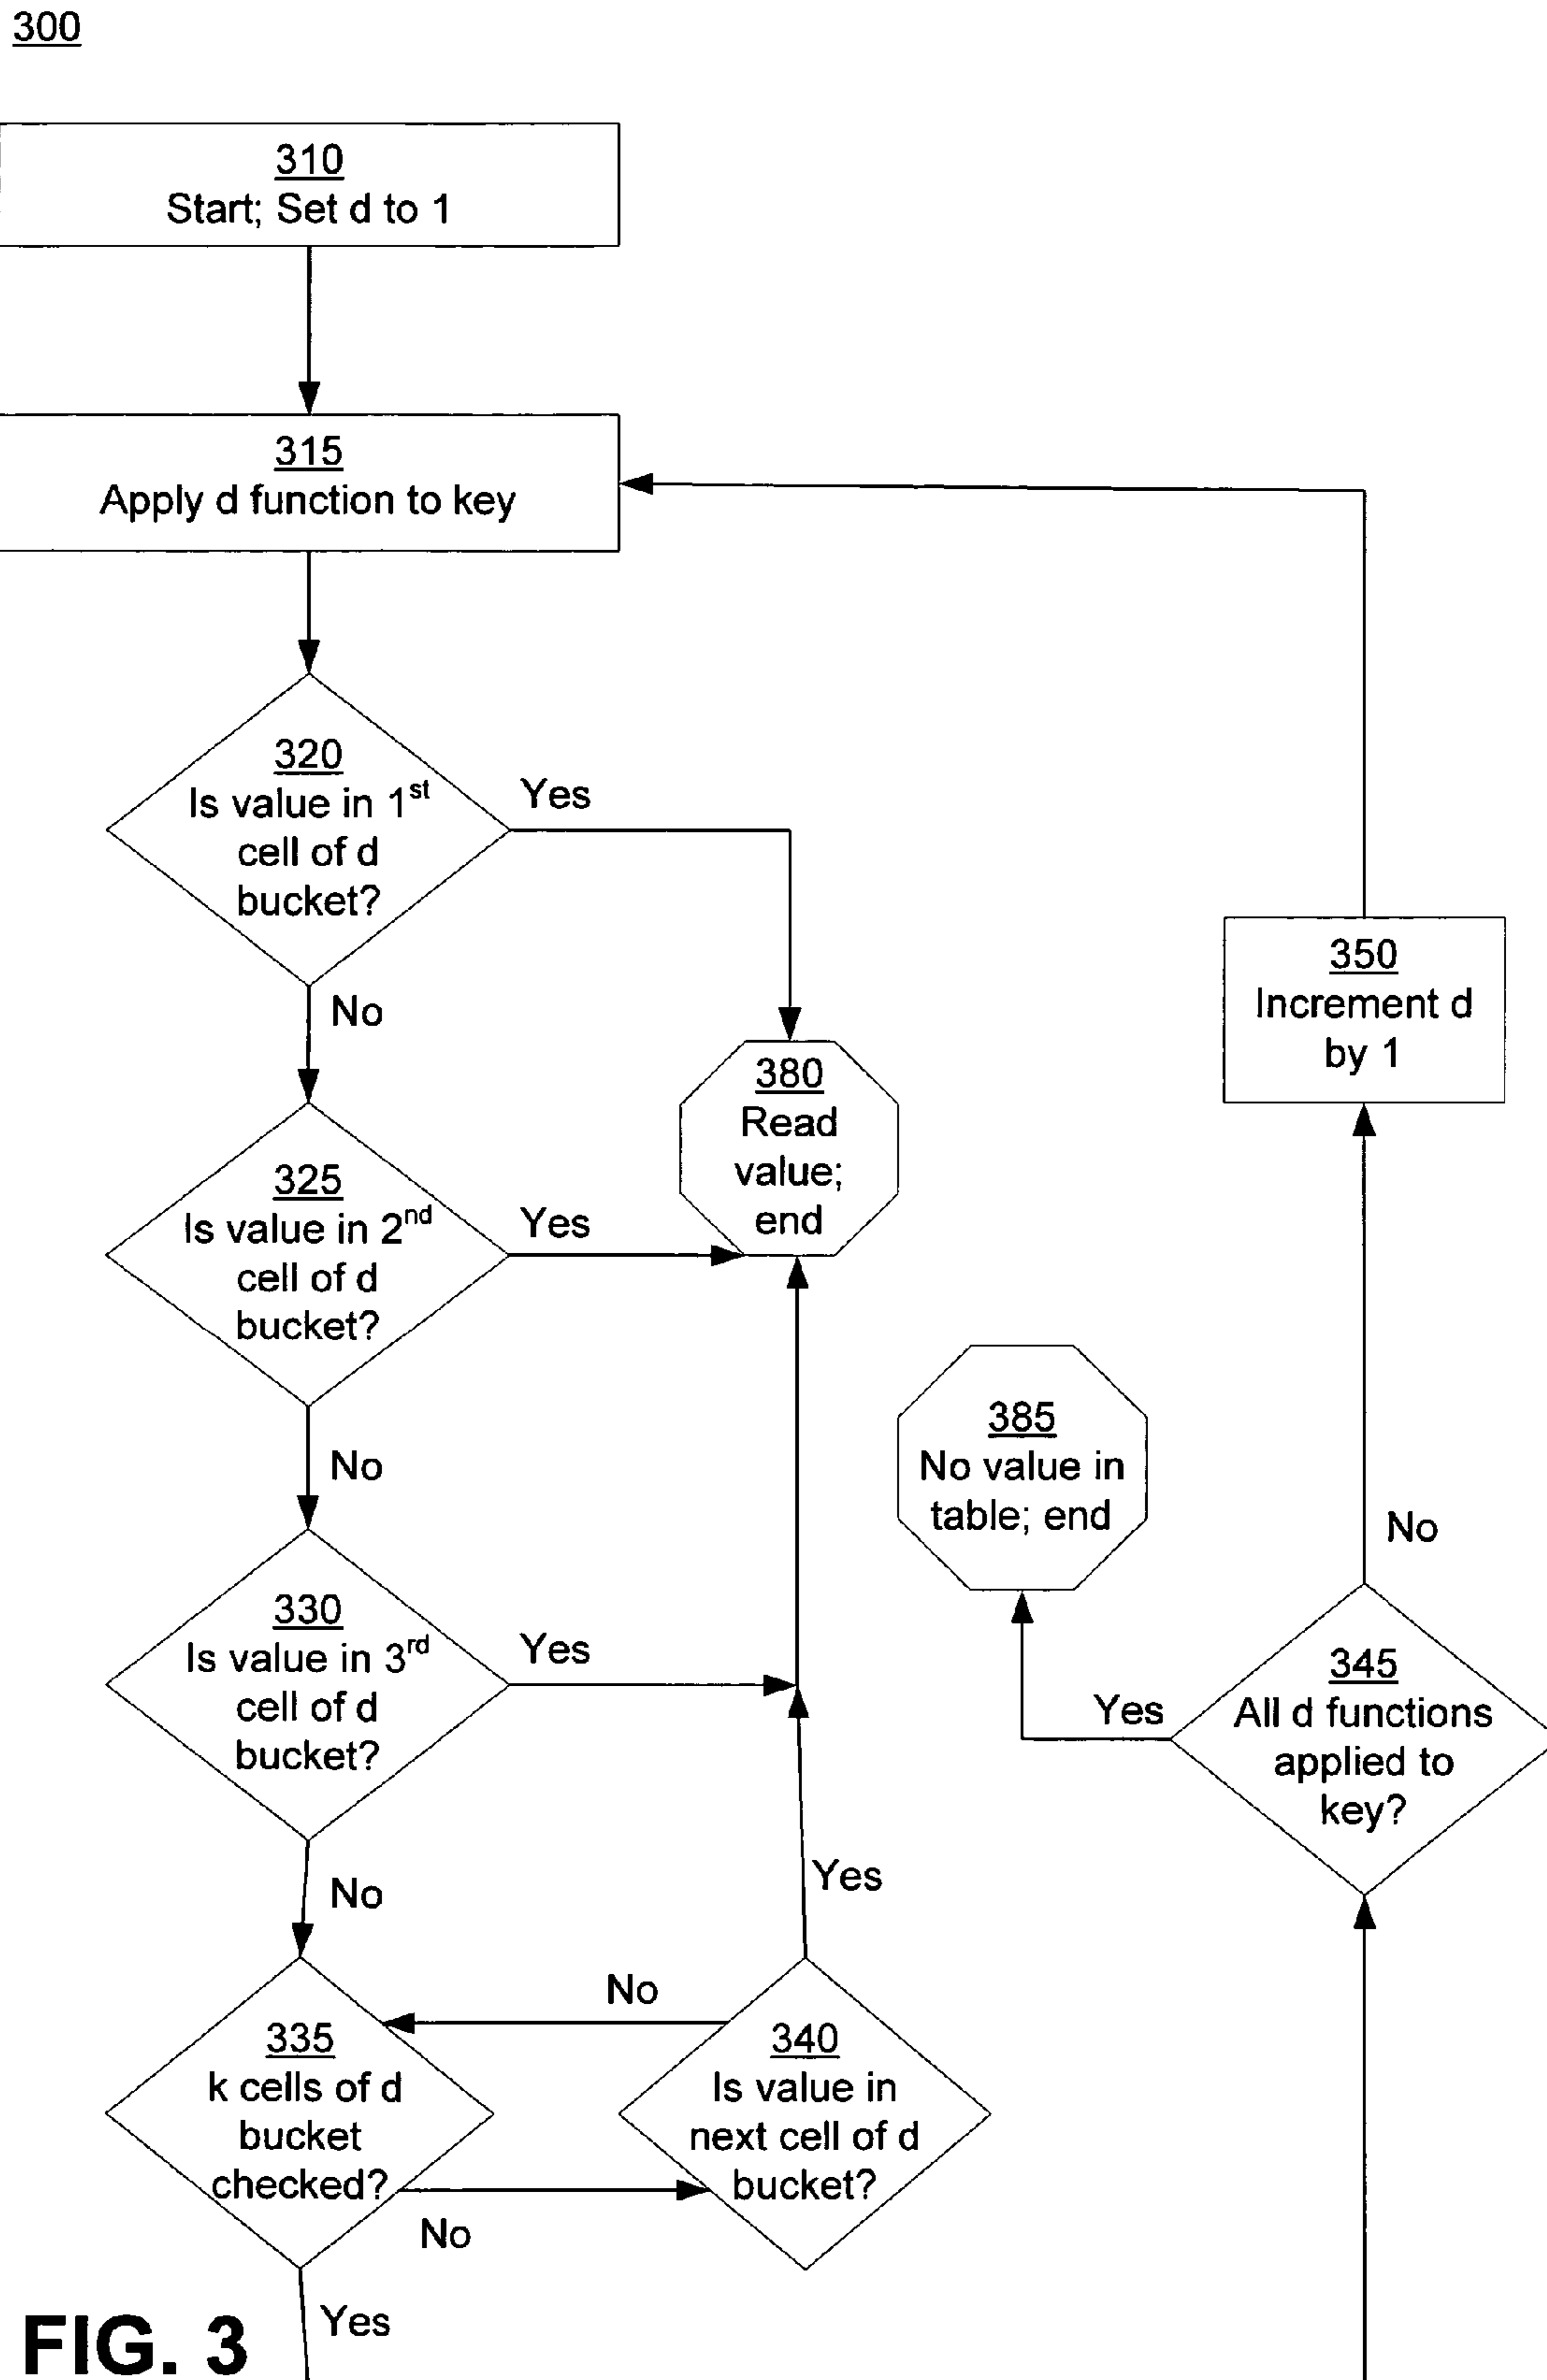 300
310
Start; Set d to 1
315
Apply d function to key
320
Is value in 1st
cell of d
bucket?
Yes
No
350
Increment d
by 1
380
Read
value;
end
325
Is value in 2nd
cell of d
bucket?
Yes
No
385
No value in
table; end
No
330
Is value in 3rd
cell of d
bucket?
Yes
345
All d functions
applied to
key?
Yes
No
Yes
No
335
k cells of d
bucket
checked?
340
Is value in
next cell of d
bucket?
No
Yes
FIG. 3